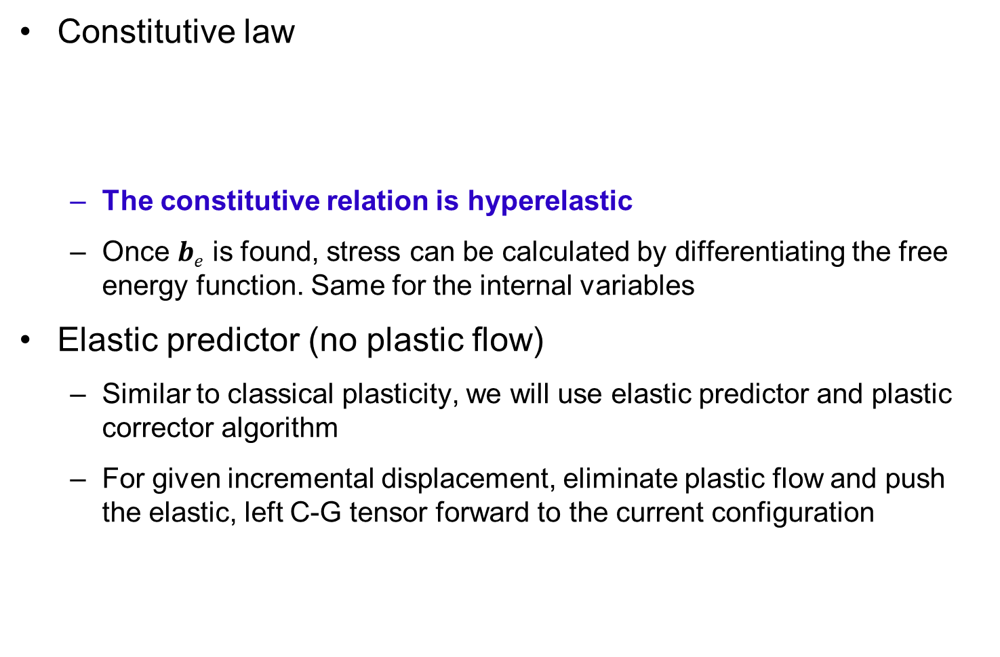 • Constitutive law
– The constitutive relation is hyperelastic
– Once 𝒃ₑ is found, stress can be calculated by differentiating the free
energy function. Same for the internal variables
• Elastic predictor (no plastic flow)
– Similar to classical plasticity, we will use elastic predictor and plastic
corrector algorithm
– For given incremental displacement, eliminate plastic flow and push
the elastic, left C-G tensor forward to the current configuration